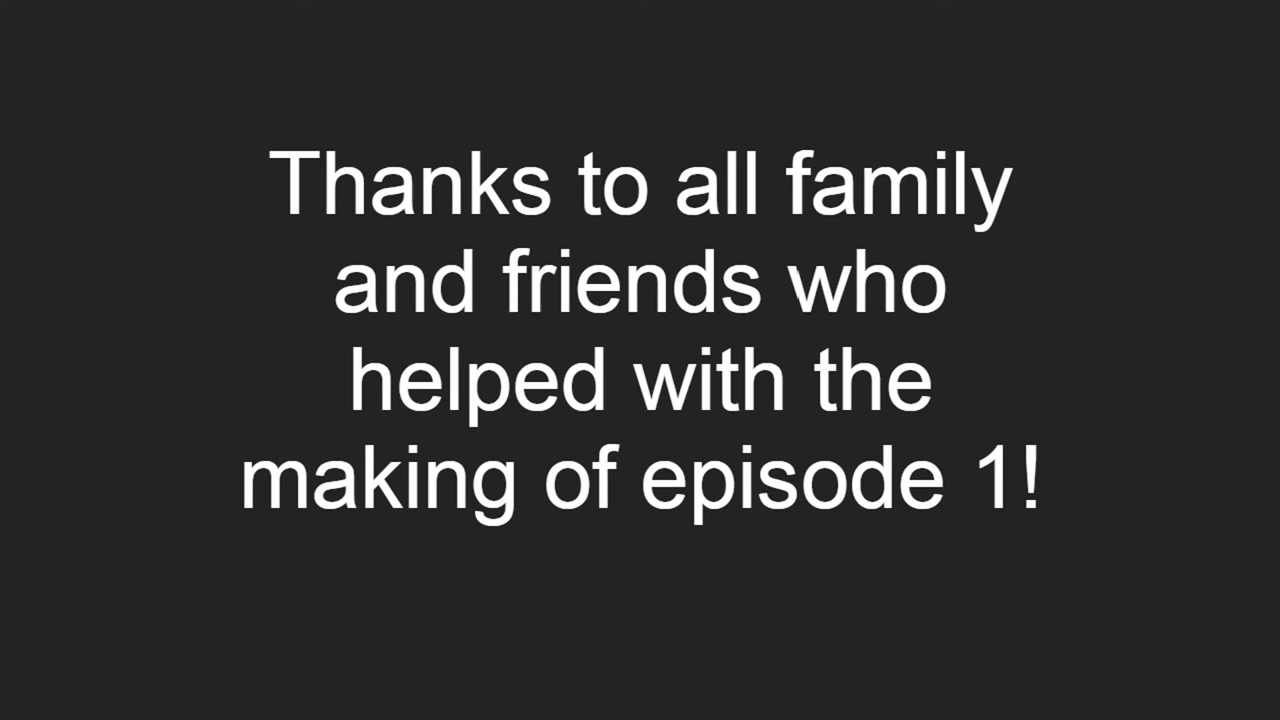 Thanks to all family
and friends who
helped with the
making of episode 1!